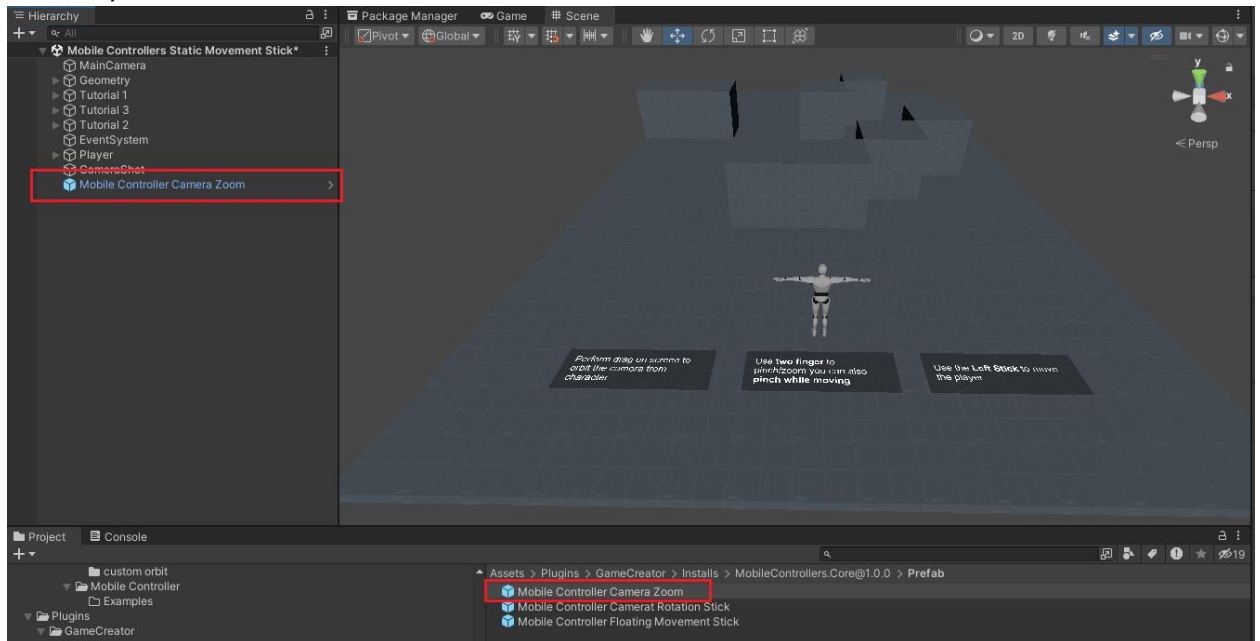 Hierarchy
Package Manager
Game
Scene
All
Pivot
Global
2D
Mobile Controllers Static Movement Stick*
MainCamera
Geometry
Tutorial 1
Tutorial 3
Tutorial 2
EventSystem
Player
CameraShot
Mobile Controller Camera Zoom
y
x
Persp
Perform drag on screen to
orbit the camera from
character
Use two finger to
pinch/zoom you can also
pinch while moving
Use the Left Stick to move
the player
Project
Console
19
custom orbit
Mobile Controller
Examples
Plugins
GameCreator
Assets > Plugins > GameCreator > Installs > MobileControllers.Core@1.0.0 > Prefab
Mobile Controller Camera Zoom
Mobile Controller Camerat Rotation Stick
Mobile Controller Floating Movement Stick